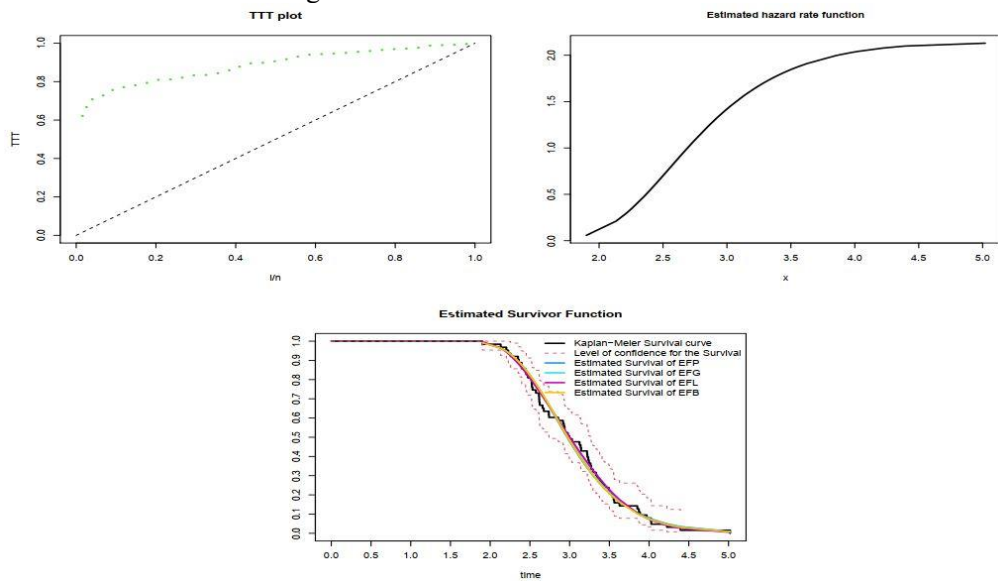 TTT plot
TTT
0.0 0.2 0.4 0.6 0.8 1.0
0.0 0.2 0.4 0.6 0.8 1.0
i/n
Estimated hazard rate function
0.0 0.5 1.0 1.5 2.0
2.0 2.5 3.0 3.5 4.0 4.5 5.0
x
Estimated Survivor Function
Kaplan-Meier Survival curve
Level of confidence for the Survival
Estimated Survival of EFP
Estimated Survival of EFG
Estimated Survival of EFL
Estimated Survival of EFB
0.0 0.1 0.2 0.3 0.4 0.5 0.6 0.7 0.8 0.9 1.0
0.0 0.5 1.0 1.5 2.0 2.5 3.0 3.5 4.0 4.5 5.0
time